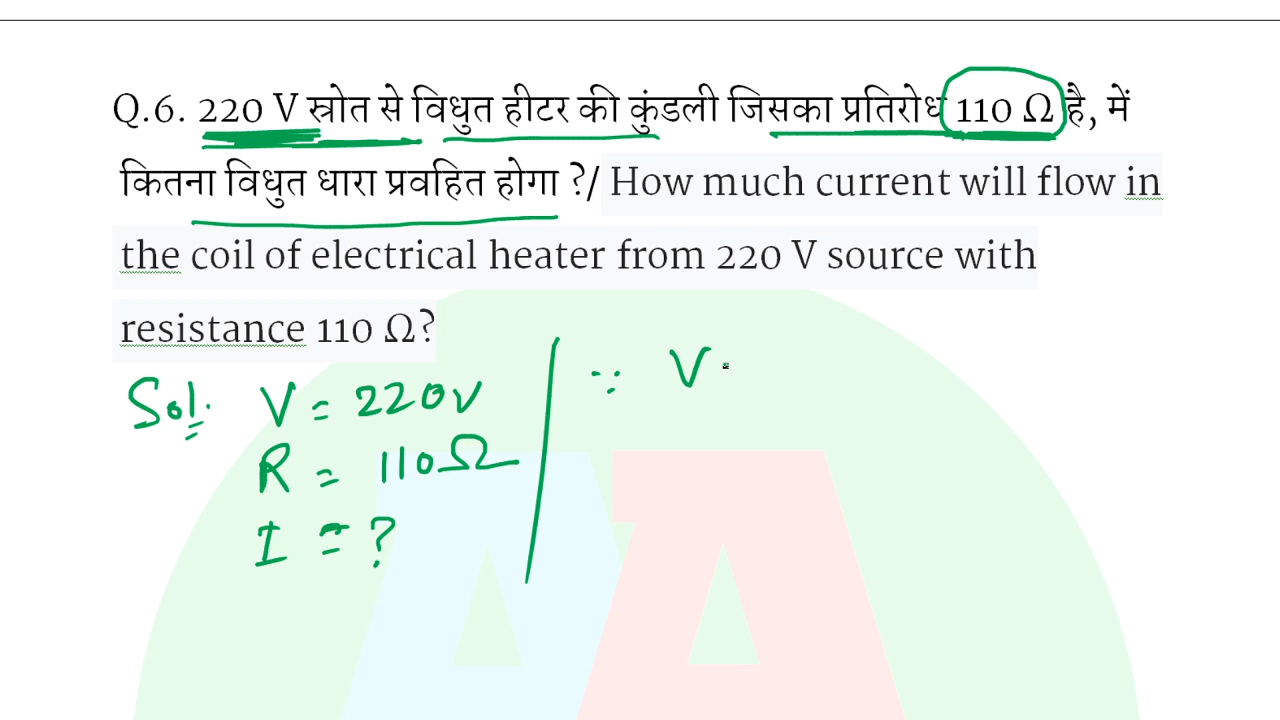 Q.6. 220 V स्त्रोत से विधुत हीटर की कुंडली जिसका प्रतिरोध 110 Ω है, में
कितना विधुत धारा प्रवहित होगा ?/ How much current will flow in
the coil of electrical heater from 220 V source with
resistance 110 Ω?
Sol. V = 220V
R = 110Ω
I = ?
∵ V =